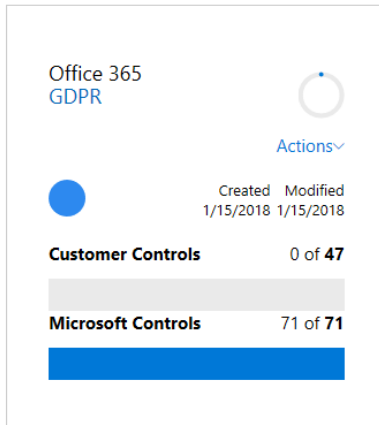 Office 365
GDPR
Actions
Created Modified
1/15/2018 1/15/2018
Customer Controls 0 of 47
Microsoft Controls 71 of 71